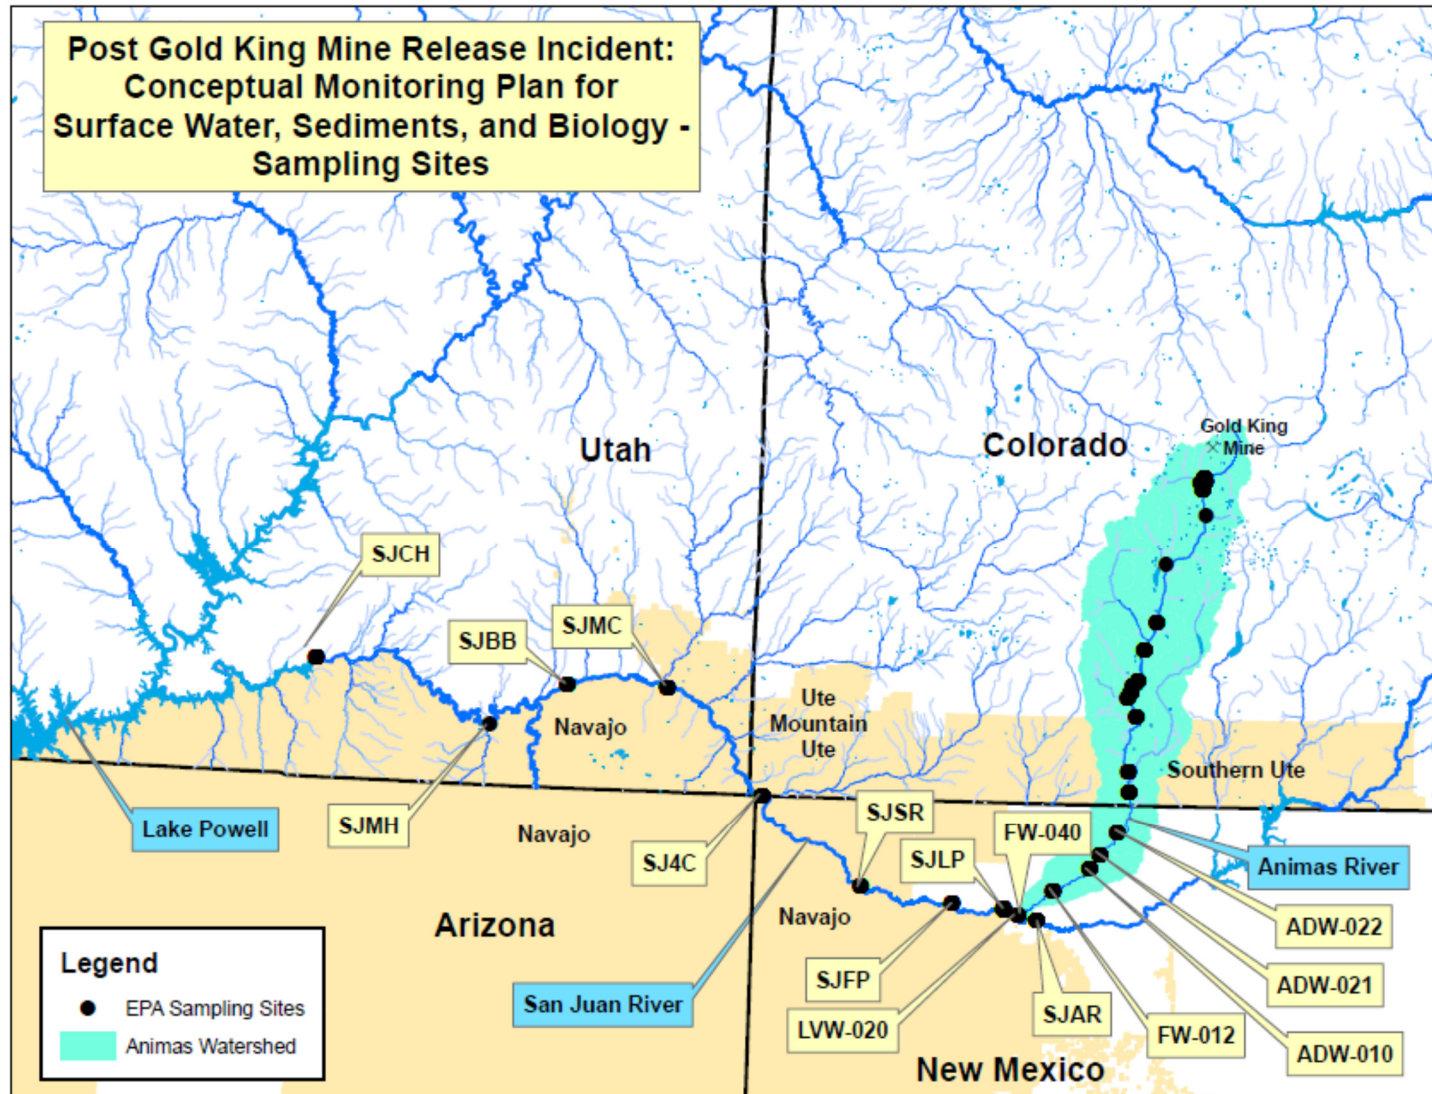 Post Gold King Mine Release Incident:
Conceptual Monitoring Plan for
Surface Water, Sediments, and Biology -
Sampling Sites
Utah
Colorado
Gold King
Mine
SJCH
SJBB
SJMC
Navajo
Ute
Mountain
Ute
Southern Ute
Lake Powell
SJMH
Navajo
SJ4C
SJSR
SJLP
FW-040
Animas River
Arizona
Navajo
ADW-022
San Juan River
SJFP
LVW-020
SJAR
FW-012
ADW-021
ADW-010
New Mexico
Legend
EPA Sampling Sites
Animas Watershed